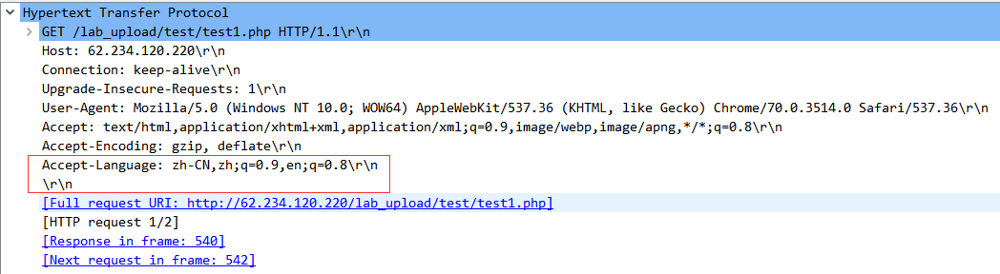 Hypertext Transfer Protocol
GET /lab_upload/test/test1.php HTTP/1.1\r\n
Host: 62.234.120.220\r\n
Connection: keep-alive\r\n
Upgrade-Insecure-Requests: 1\r\n
User-Agent: Mozilla/5.0 (Windows NT 10.0; WOW64) AppleWebKit/537.36 (KHTML, like Gecko) Chrome/70.0.3514.0 Safari/537.36\r\n
Accept: text/html,application/xhtml+xml,application/xml;q=0.9,image/webp,image/apng,*/*;q=0.8\r\n
Accept-Encoding: gzip, deflate\r\n
Accept-Language: zh-CN,zh;q=0.9,en;q=0.8\r\n
\r\n
[Full request URI: http://62.234.120.220/lab_upload/test/test1.php]
[HTTP request 1/2]
[Response in frame: 540]
[Next request in frame: 542]